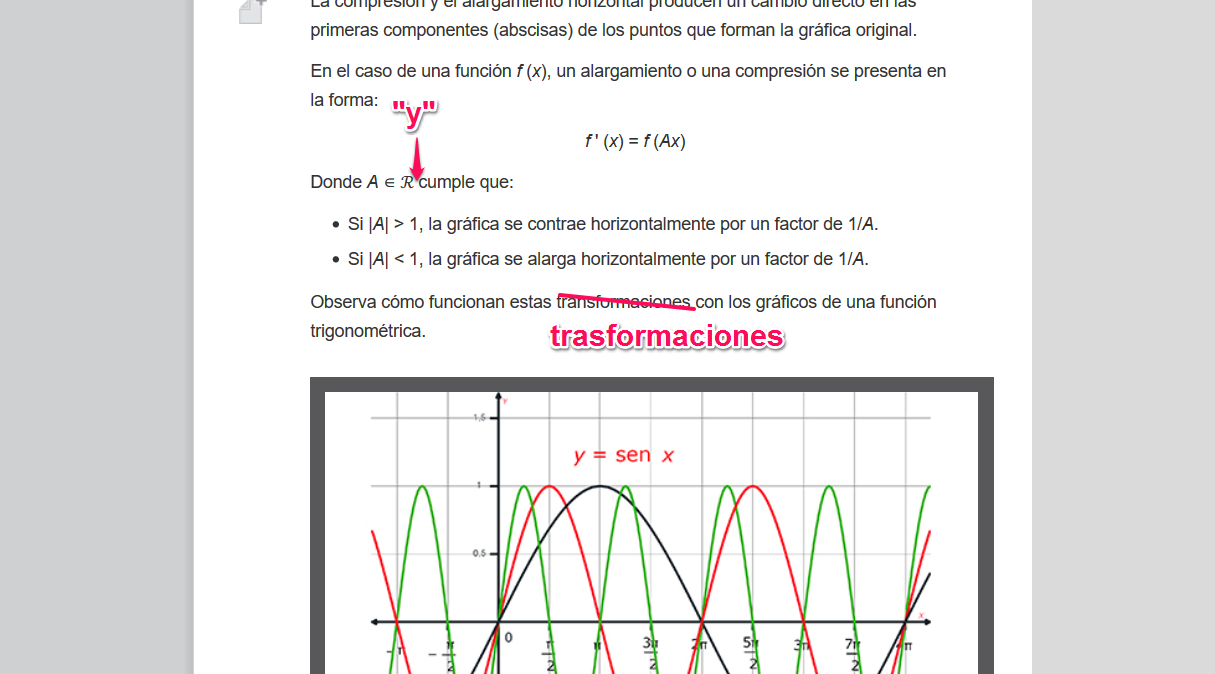 La compresión y el alargamiento horizontal producen un cambio directo en las
primeras componentes (abscisas) de los puntos que forman la gráfica original.
En el caso de una función f (x), un alargamiento o una compresión se presenta en
la forma:
"y"
f ' (x) = f (Ax)
Donde A ∈ ℛ cumple que:
• Si |A| > 1, la gráfica se contrae horizontalmente por un factor de 1/A.
• Si |A| < 1, la gráfica se alarga horizontalmente por un factor de 1/A.
Observa cómo funcionan estas transformaciones con los gráficos de una función
trigonométrica.
trasformaciones
Y
1,5
y = sen x
1
0.5
X
0
-π -π/2 π/2 π 3π/2 2π 5π/2 3π 7π/2 4π